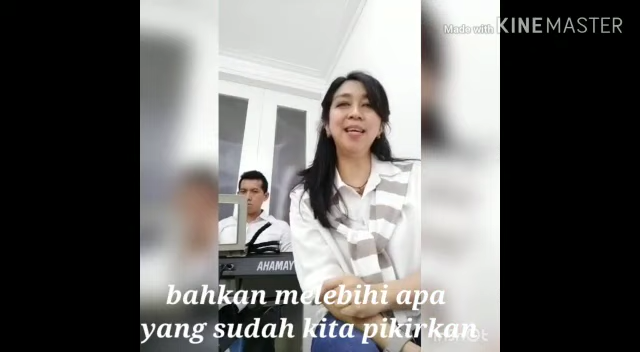 Made with KINEMASTER
AHAMAY
bahkan melebihi apa
yang sudah kita pikirkan